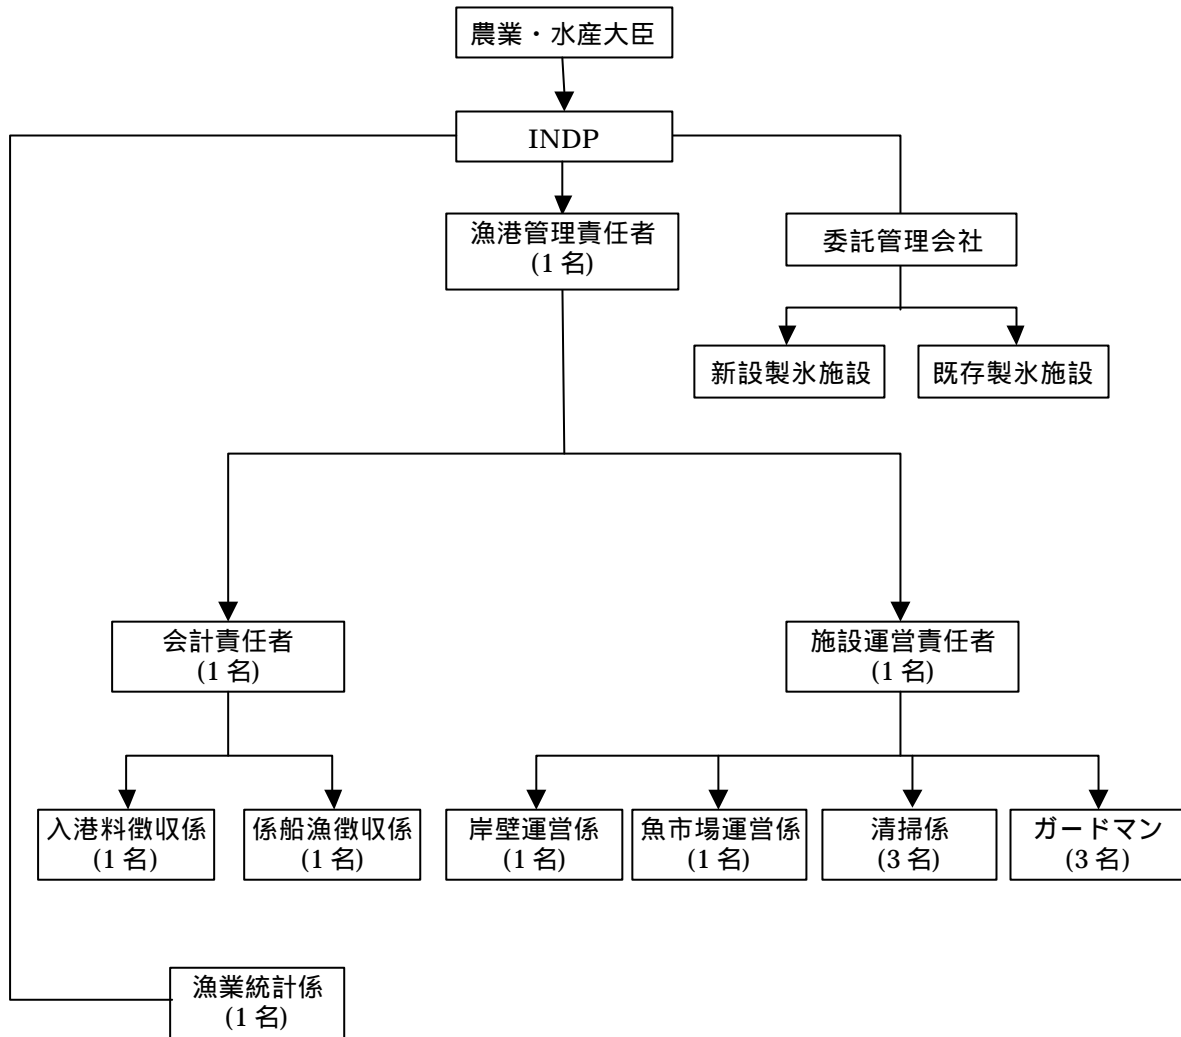 農業・水産大臣
INDP
漁港管理責任者
(1 名)
委託管理会社
新設製氷施設
既存製氷施設
会計責任者
(1 名)
施設運営責任者
(1 名)
入港料徴収係
(1 名)
係船漁徴収係
(1 名)
岸壁運営係
(1 名)
魚市場運営係
(1 名)
清掃係
(3 名)
ガードマン
(3 名)
漁業統計係
(1 名)